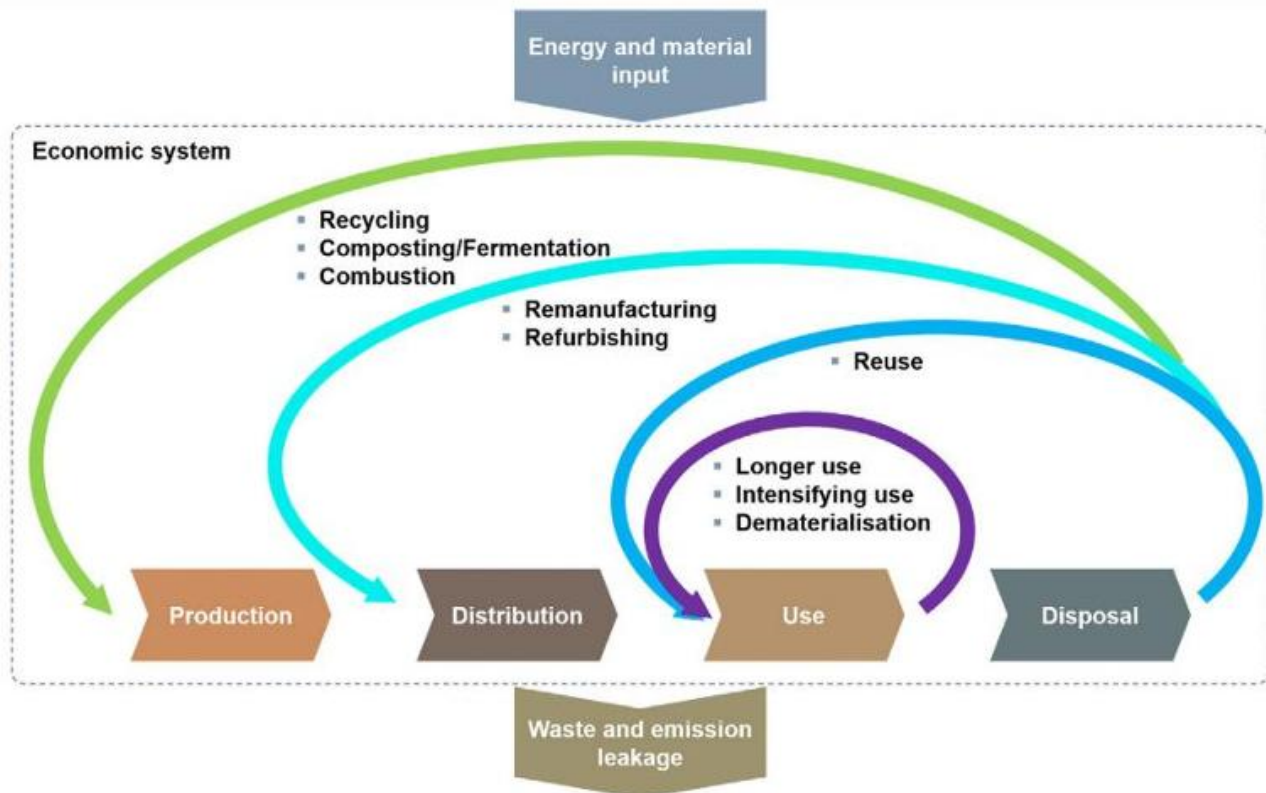 Energy and material
input
Economic system
Recycling
Composting/Fermentation
Combustion
Remanufacturing
Refurbishing
Reuse
Longer use
Intensifying use
Dematerialisation
Production
Distribution
Use
Disposal
Waste and emission
leakage